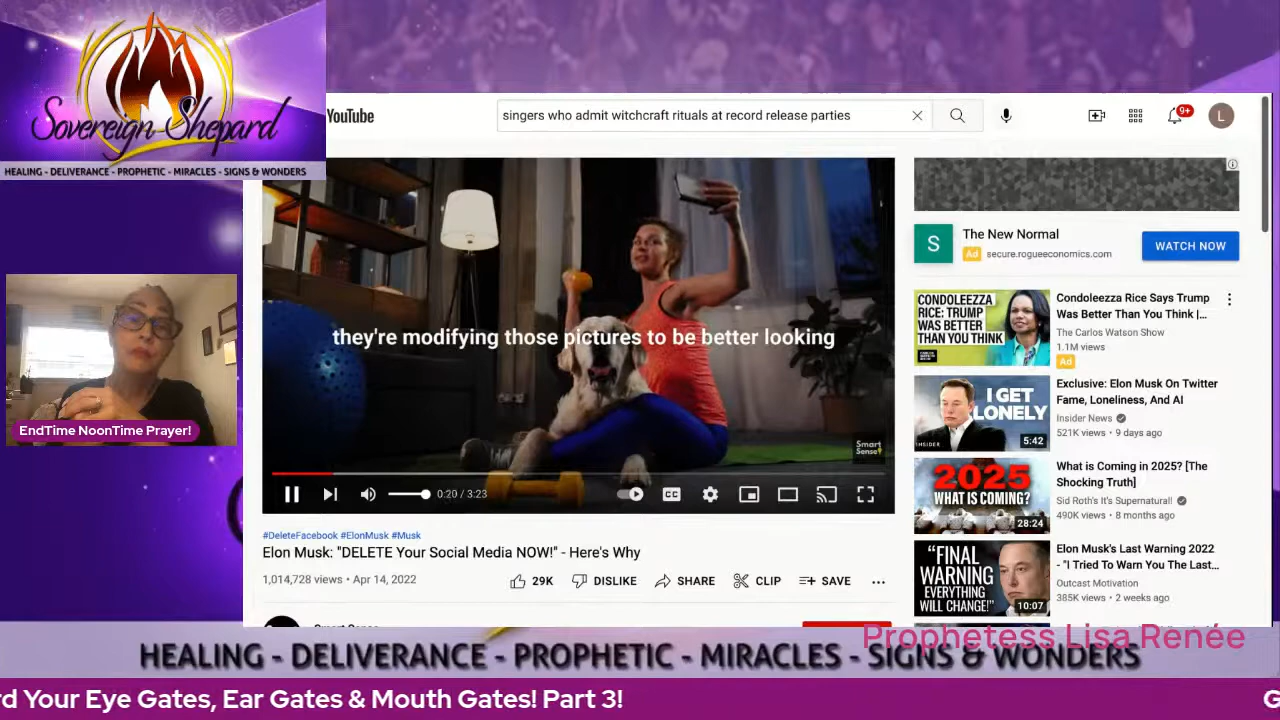 Sovereign Shepard
HEALING - DELIVERANCE - PROPHETIC - MIRACLES - SIGNS & WONDERS
EndTime NoonTime Prayer!
YouTube
singers who admit witchcraft rituals at record release parties
9+
L
they're modifying those pictures to be better looking
Smart
Sense
0:20 / 3:23
CC
#DeleteFacebook #ElonMusk #Musk
Elon Musk: "DELETE Your Social Media NOW!" - Here's Why
1,014,728 views • Apr 14, 2022
29K
DISLIKE
SHARE
CLIP
SAVE
S
The New Normal
Ad secure.rogueeconomics.com
WATCH NOW
CONDOLEEZZA
RICE: TRUMP
WAS BETTER
THAN YOU THINK
Condoleezza Rice Says Trump
Was Better Than You Think |...
The Carlos Watson Show
1.1M views
Ad
I GET
LONELY
INSIDER
5:42
Exclusive: Elon Musk On Twitter
Fame, Loneliness, And AI
Insider News
521K views • 9 days ago
2025
WHAT IS COMING?
28:24
What is Coming in 2025? [The
Shocking Truth]
Sid Roth's It's Supernatural!
490K views • 8 months ago
"FINAL
WARNING
EVERYTHING
WILL CHANGE!"
10:07
Elon Musk's Last Warning 2022
- "I Tried To Warn You The Last...
Outcast Motivation
385K views • 2 weeks ago
Prophetess Lisa Renée
HEALING - DELIVERANCE - PROPHETIC - MIRACLES - SIGNS & WONDERS
rd Your Eye Gates, Ear Gates & Mouth Gates! Part 3!
G